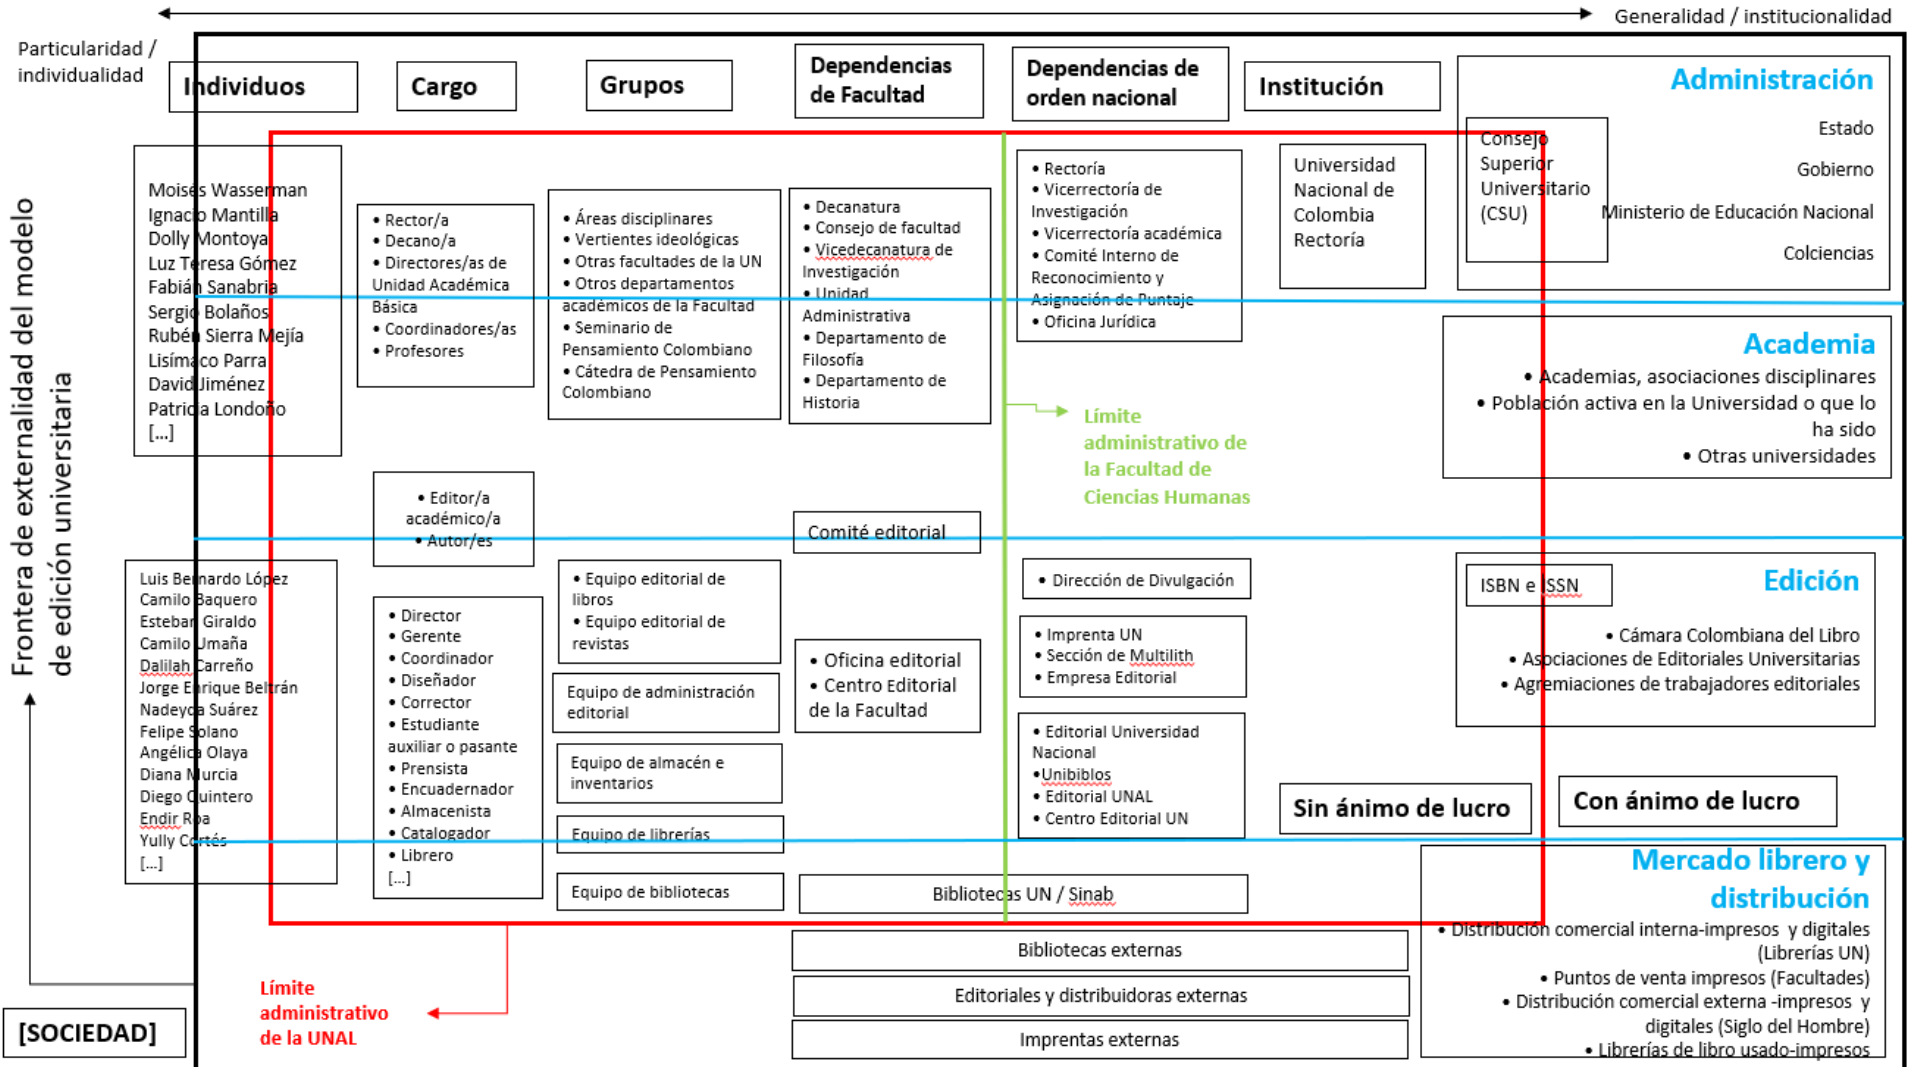 Generalidad / institucionalidad
Particularidad /
individualidad
Individuos
Cargo
Grupos
Dependencias
de Facultad
Dependencias de
orden nacional
Institución
Administración
Estado
Gobierno
Ministerio de Educación Nacional
Colciencias
Consejo
Superior
Universitario
(CSU)
Frontera de externalidad del modelo
de edición universitaria
Moisés Wasserman
Ignacio Mantilla
Dolly Montoya
Luz Teresa Gómez
Fabián Sanabria
Sergio Bolaños
Rubén Sierra Mejía
Lisímaco Parra
David Jiménez
Patricia Londoño
[...]
• Rector/a
• Decano/a
• Directores/as de
Unidad Académica
Básica
• Coordinadores/as
• Profesores
• Áreas disciplinares
• Vertientes ideológicas
• Otras facultades de la UN
• Otros departamentos
académicos de la Facultad
• Seminario de
Pensamiento Colombiano
• Cátedra de Pensamiento
Colombiano
• Decanatura
• Consejo de facultad
• Vicedecanatura de
Investigación
• Unidad
Administrativa
• Departamento de
Filosofía
• Departamento de
Historia
• Rectoría
• Vicerrectoría de
Investigación
• Vicerrectoría académica
• Comité Interno de
Reconocimiento y
Asignación de Puntaje
• Oficina Jurídica
Universidad
Nacional de
Colombia
Rectoría
Academia
• Academias, asociaciones disciplinares
• Población activa en la Universidad o que lo
ha sido
• Otras universidades
Límite
administrativo de
la Facultad de
Ciencias Humanas
• Editor/a
académico/a
• Autor/es
Comité editorial
Luis Bernardo López
Camilo Baquero
Esteban Giraldo
Camilo Umaña
Dalilah Carreño
Jorge Enrique Beltrán
Nadeyda Suárez
Felipe Solano
Angélica Olaya
Diana Murcia
Diego Quintero
Endir Roa
Yully Cortés
[...]
• Director
• Gerente
• Coordinador
• Diseñador
• Corrector
• Estudiante
auxiliar o pasante
• Prensista
• Encuadernador
• Almacenista
• Catalogador
• Librero
[...]
• Equipo editorial de
libros
• Equipo editorial de
revistas
Equipo de administración
editorial
Equipo de almacén e
inventarios
Equipo de librerías
Equipo de bibliotecas
• Oficina editorial
• Centro Editorial
de la Facultad
• Dirección de Divulgación
• Imprenta UN
• Sección de Multilith
• Empresa Editorial
• Editorial Universidad
Nacional
•Unibiblos
• Editorial UNAL
• Centro Editorial UN
Edición
ISBN e ISSN
• Cámara Colombiana del Libro
• Asociaciones de Editoriales Universitarias
• Agremiaciones de trabajadores editoriales
Sin ánimo de lucro
Con ánimo de lucro
Mercado librero y
distribución
• Distribución comercial interna-impresos y digitales
(Librerías UN)
• Puntos de venta impresos (Facultades)
• Distribución comercial externa -impresos y
digitales (Siglo del Hombre)
• Librerías de libro usado-impresos
Bibliotecas UN / Sinab
Bibliotecas externas
Editoriales y distribuidoras externas
Imprentas externas
Límite
administrativo
de la UNAL
[SOCIEDAD]